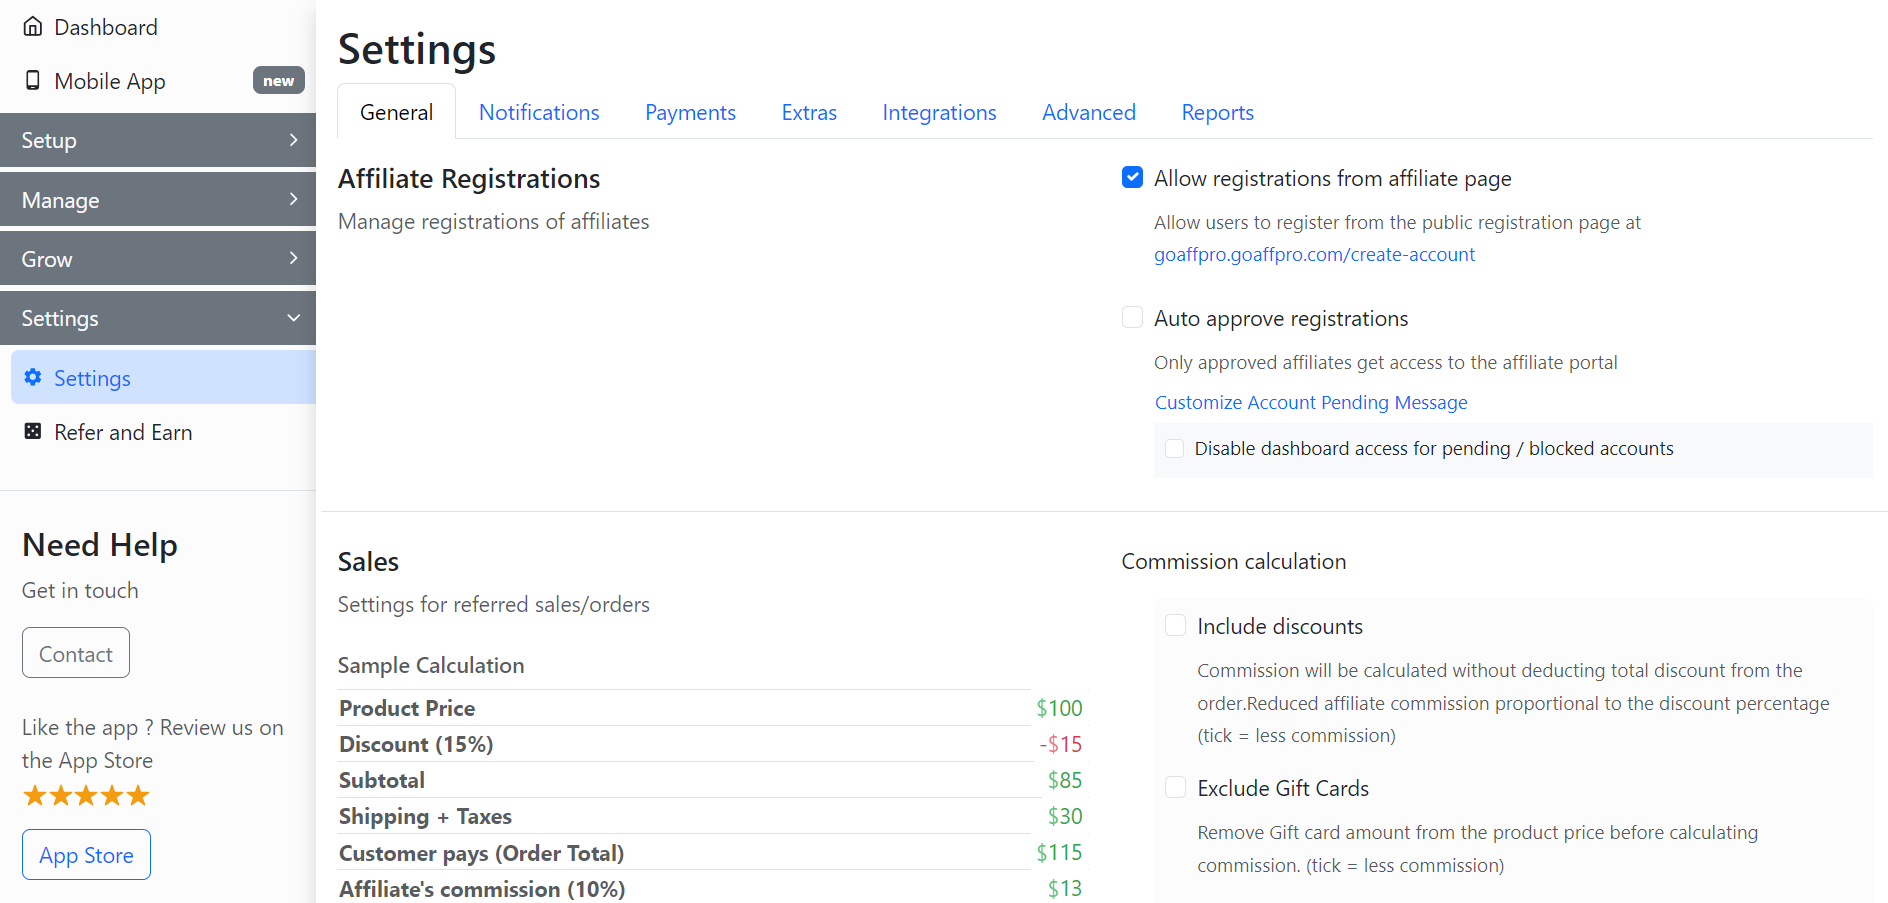 Dashboard
Mobile App new
Setup
Manage
Grow
Settings
Settings
Refer and Earn
Need Help
Get in touch
Contact
Like the app ? Review us on
the App Store
App Store
Settings
General Notifications Payments Extras Integrations Advanced Reports
Affiliate Registrations
Manage registrations of affiliates
Allow registrations from affiliate page
Allow users to register from the public registration page at
goaffpro.goaffpro.com/create-account
Auto approve registrations
Only approved affiliates get access to the affiliate portal
Customize Account Pending Message
Disable dashboard access for pending / blocked accounts
Sales
Settings for referred sales/orders
Sample Calculation
Product Price $100
Discount (15%) -$15
Subtotal $85
Shipping + Taxes $30
Customer pays (Order Total) $115
Affiliate's commission (10%) $13
Commission calculation
Include discounts
Commission will be calculated without deducting total discount from the
order.Reduced affiliate commission proportional to the discount percentage
(tick = less commission)
Exclude Gift Cards
Remove Gift card amount from the product price before calculating
commission. (tick = less commission)